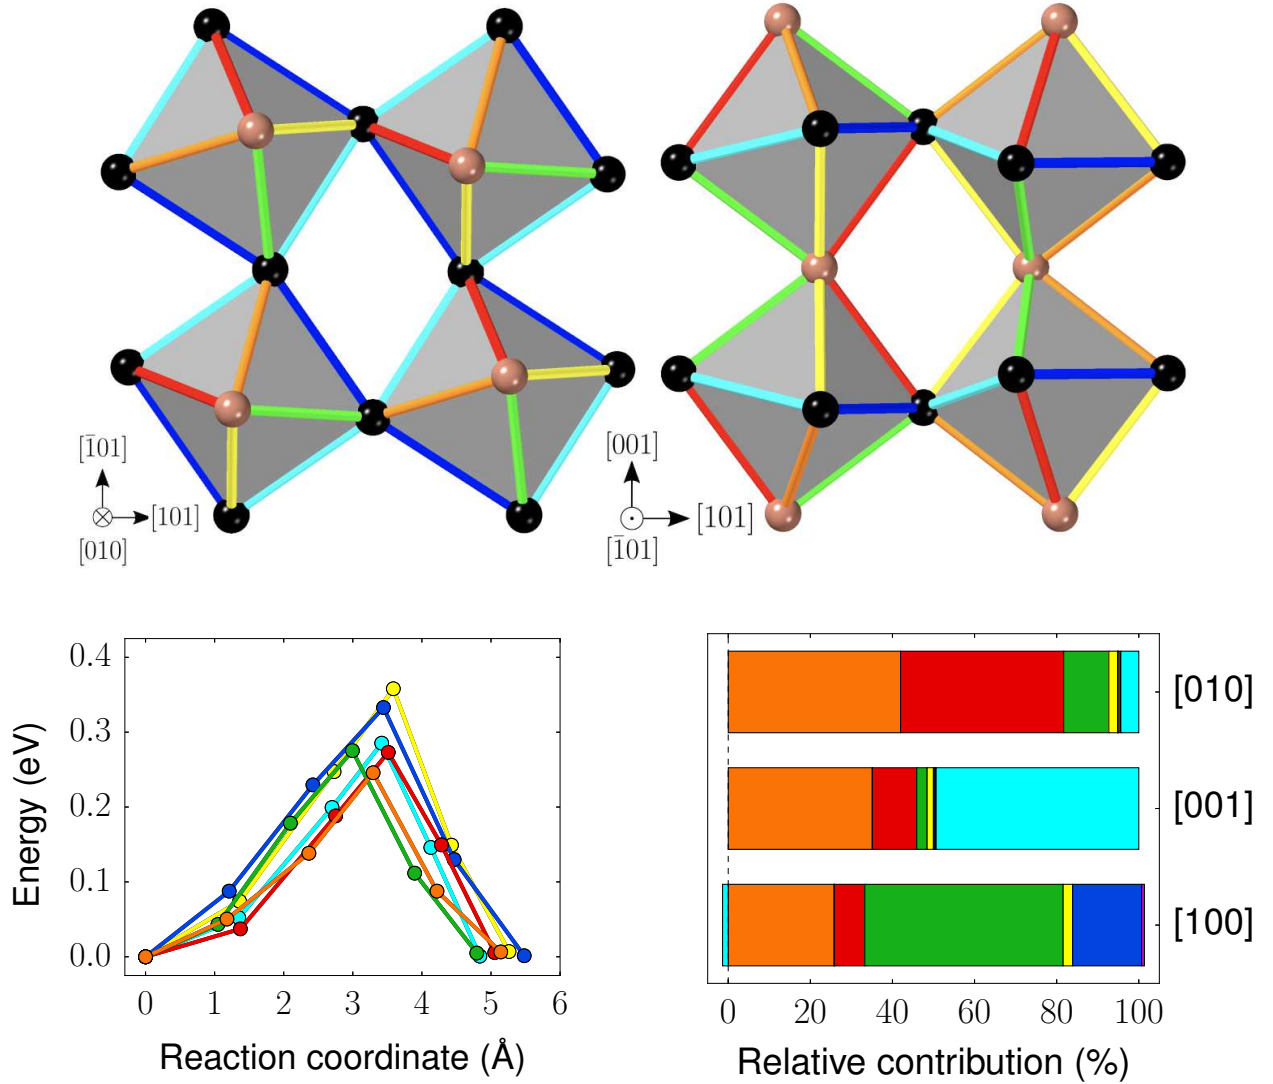 [1̄01]
[101]
[010]
[001]
[101]
[1̄01]
0.4
0.3
0.2
0.1
0.0
Energy (eV)
0 1 2 3 4 5 6
Reaction coordinate (Å)
[010]
[001]
[100]
0 20 40 60 80 100
Relative contribution (%)